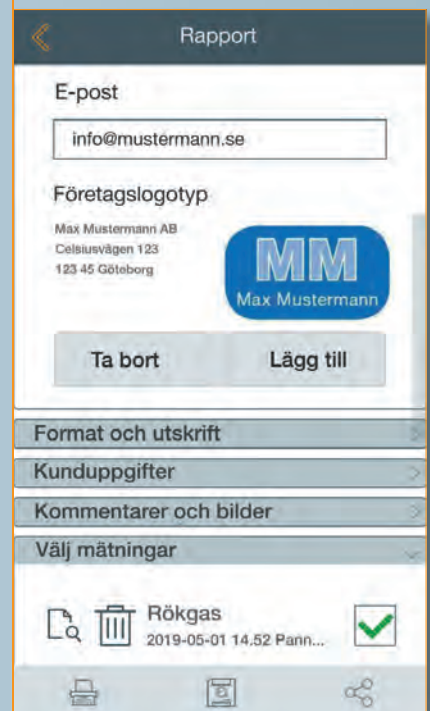 Rapport
E-post
info@mustermann.se
Företagslogotyp
Max Mustermann AB
Celsiusvägen 123
123 45 Göteborg
MM
Max Mustermann
Ta bort
Lägg till
Format och utskrift
Kunduppgifter
Kommentarer och bilder
Välj mätningar
Rökgas
2019-05-01 14.52 Pann...